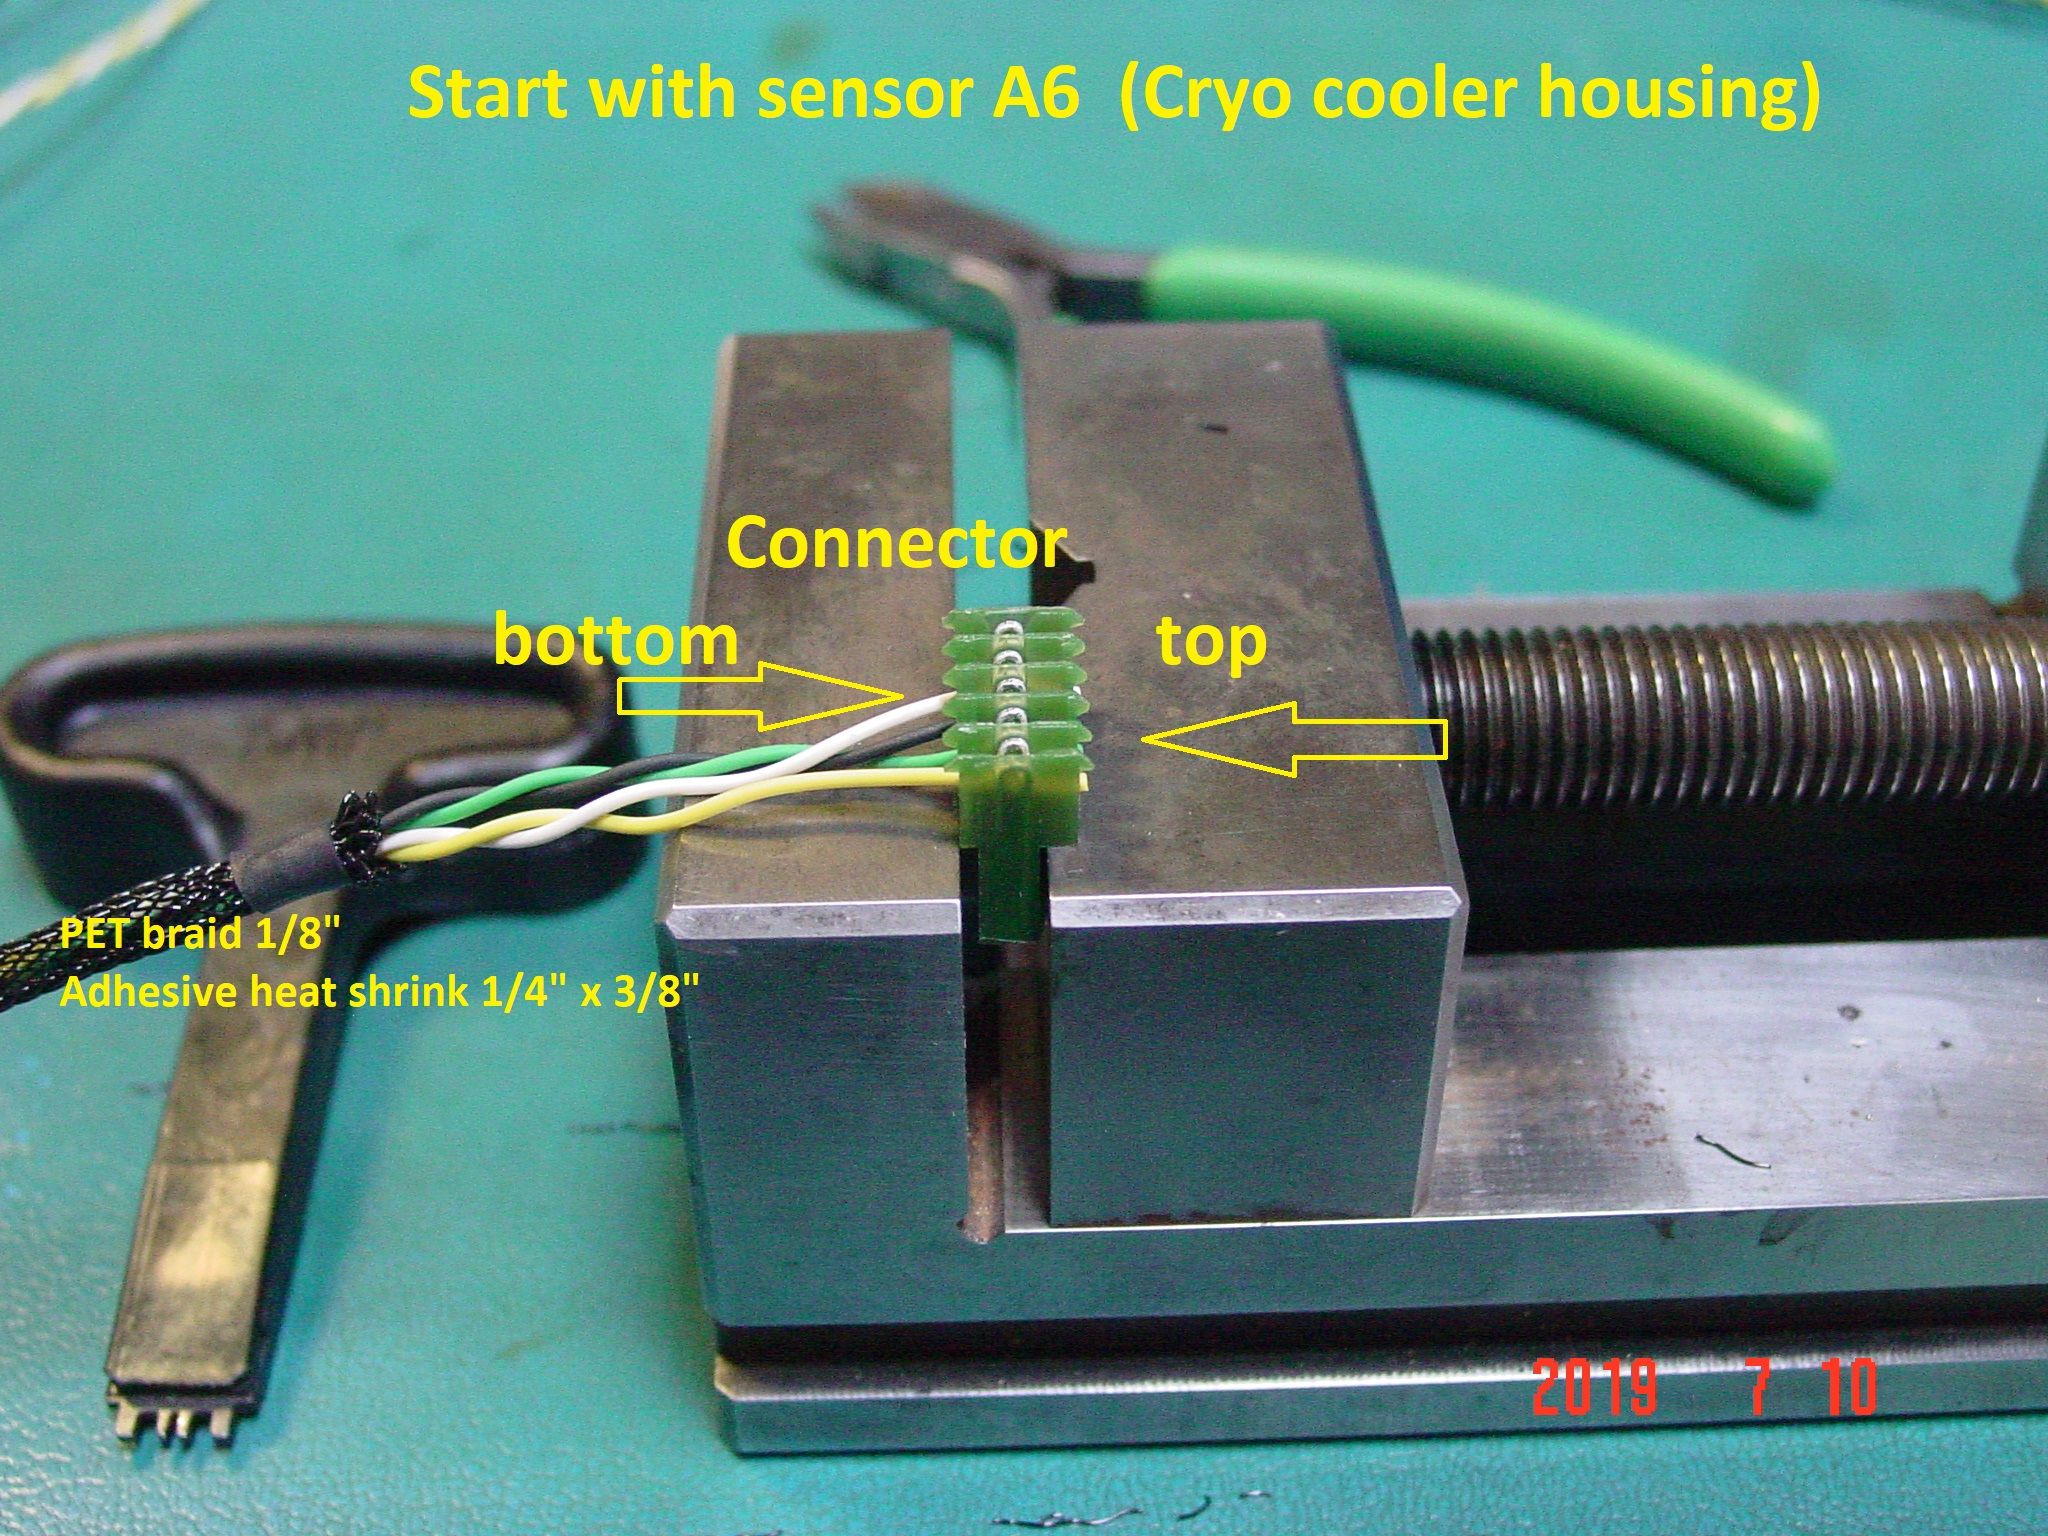 Start with sensor A6 (Cryo cooler housing)
Connector
bottom
top
PET braid 1/8"
Adhesive heat shrink 1/4" x 3/8"
2019 7 10